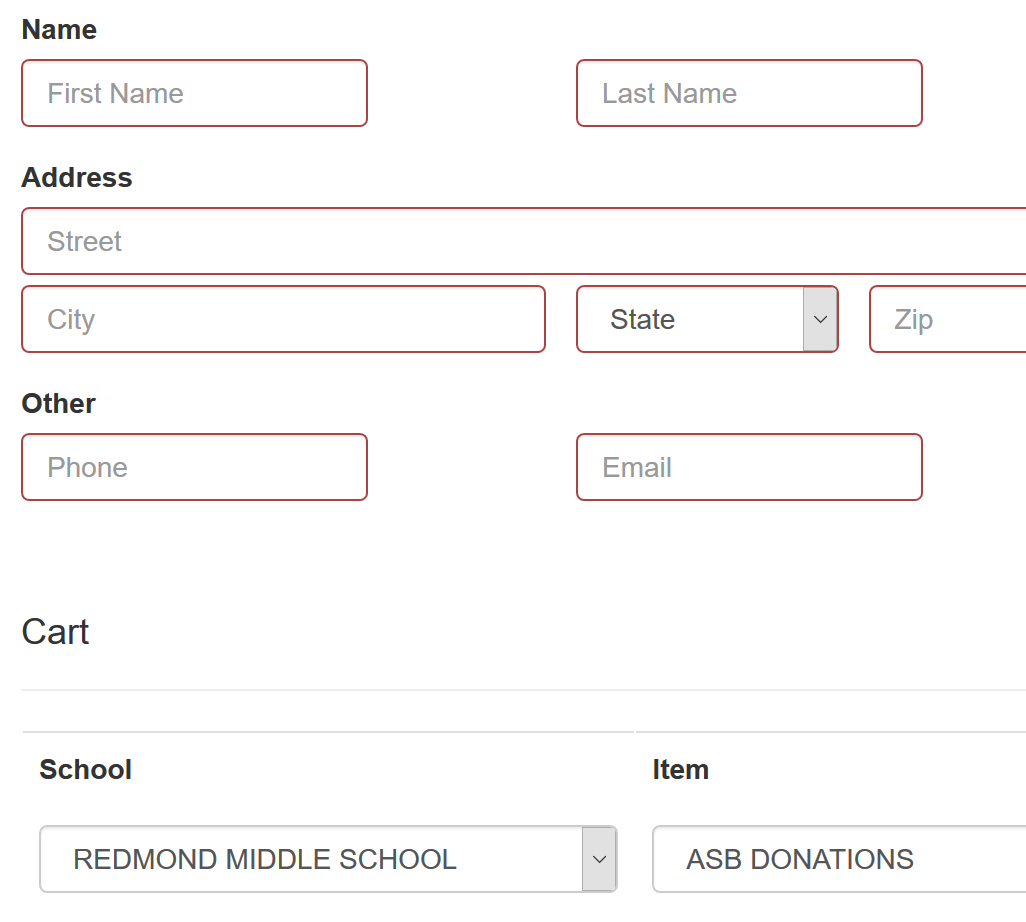 Name
First Name Last Name
Address
Street
City State Zip
Other
Phone Email
Cart
School Item
REDMOND MIDDLE SCHOOL ASB DONATIONS